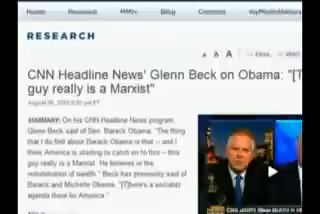 Home
Research
Blog
Connect
RESEARCH
A A A
CNN Headline News' Glenn Beck on Obama: "[T]
guy really is a Marxist"
SUMMARY: On his CNN Headline News program,
Glenn Beck said of Sen. Barack Obama: "The thing
that I do find about Barack Obama is that -- and I
think America is starting to catch on to this -- this
guy really is a Marxist. He believes in the
redistribution of wealth." Beck has previously said of
Barack and Michelle Obama: "[T]here's a socialist
agenda there for America."